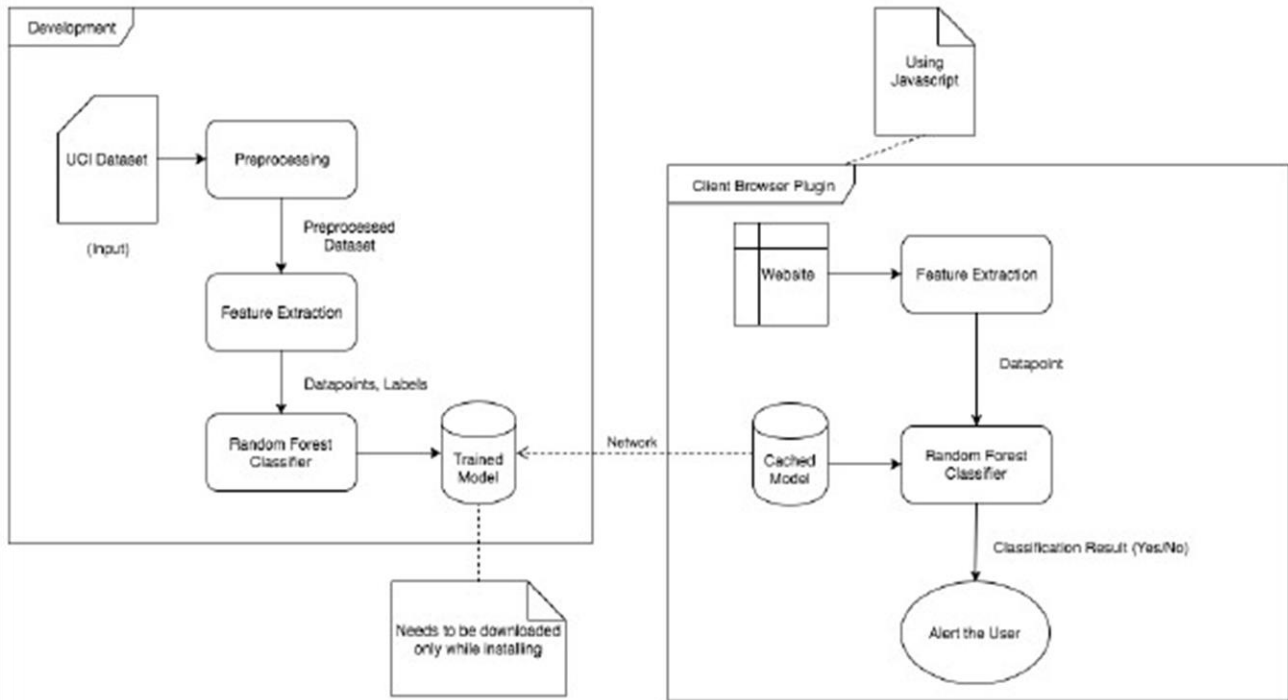 Development
UCI Dataset
(Input)
Preprocessing
Preprocessed
Dataset
Feature Extraction
Datapoints, Labels
Random Forest
Classifier
Trained
Model
Needs to be downloaded
only while installing
Network
Using
Javascript
Client Browser Plugin
Website
Feature Extraction
Datapoint
Cached
Model
Random Forest
Classifier
Classification Result (Yes/No)
Alert the User